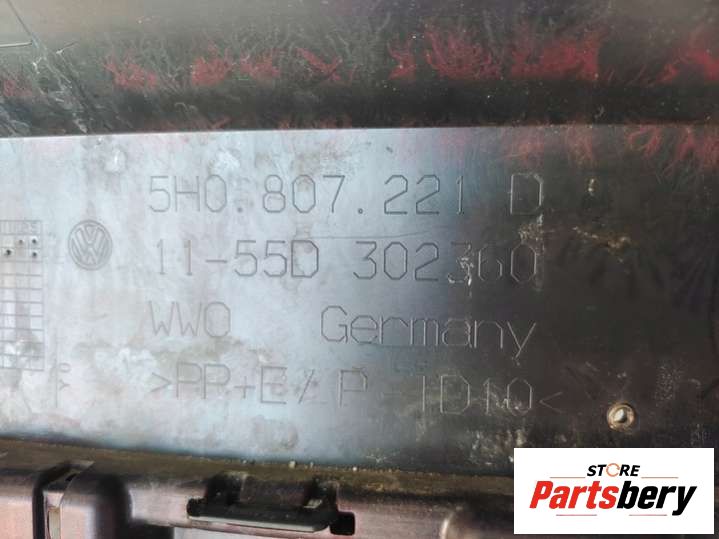 5H0.807.221 D
11-55D 302360
WWO Germany
>PP+E/P-TD10<
STORE
Partsbery